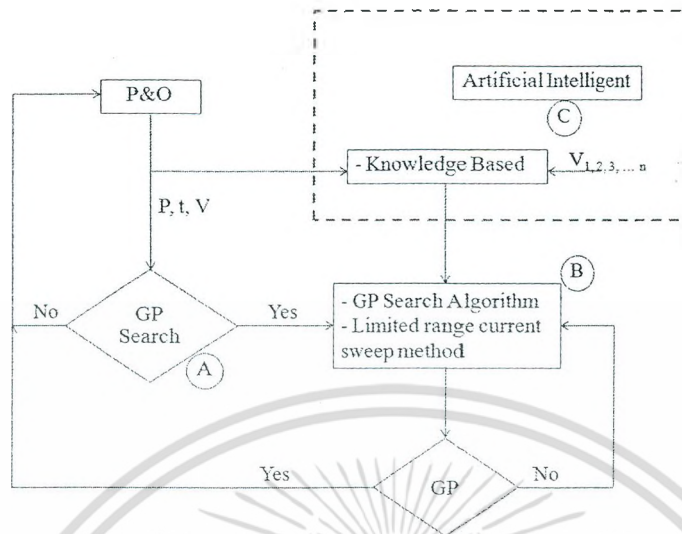 P&O
Artificial Intelligent
C
- Knowledge Based
V1, 2, 3, ... n
P, t, V
B
No
GP
Search
Yes
- GP Search Algorithm
- Limited range current
sweep method
A
Yes
GP
No